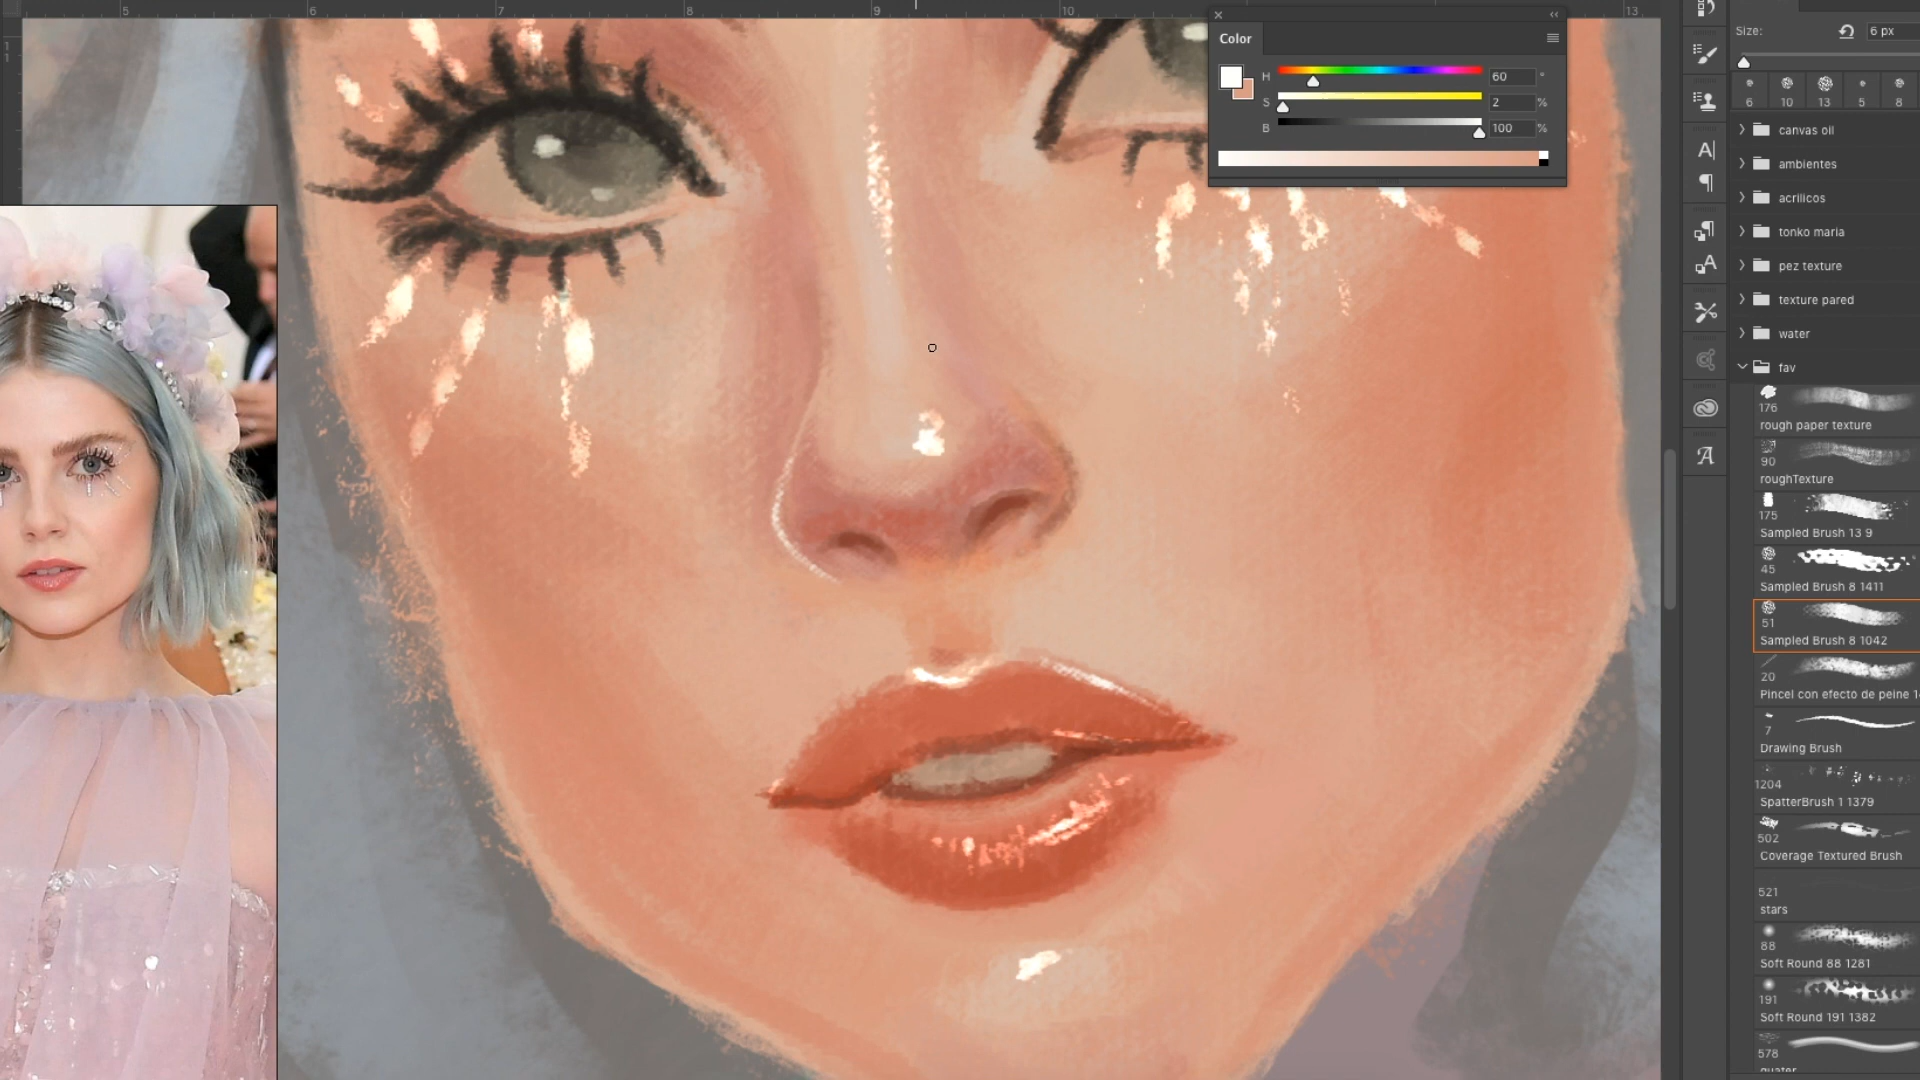 5
6
7
8
9
10
13
1
1
Color
H
60
°
S
2
%
B
100
%
Size:
6 px
6
10
13
5
8
canvas oil
ambientes
acrilicos
tonko maria
pez texture
texture pared
water
fav
176
rough paper texture
90
roughTexture
175
Sampled Brush 13 9
45
Sampled Brush 8 1411
51
Sampled Brush 8 1042
20
Pincel con efecto de peine
7
Drawing Brush
1204
SpatterBrush 1 1379
502
Coverage Textured Brush
521
stars
88
Soft Round 88 1281
191
Soft Round 191 1382
578